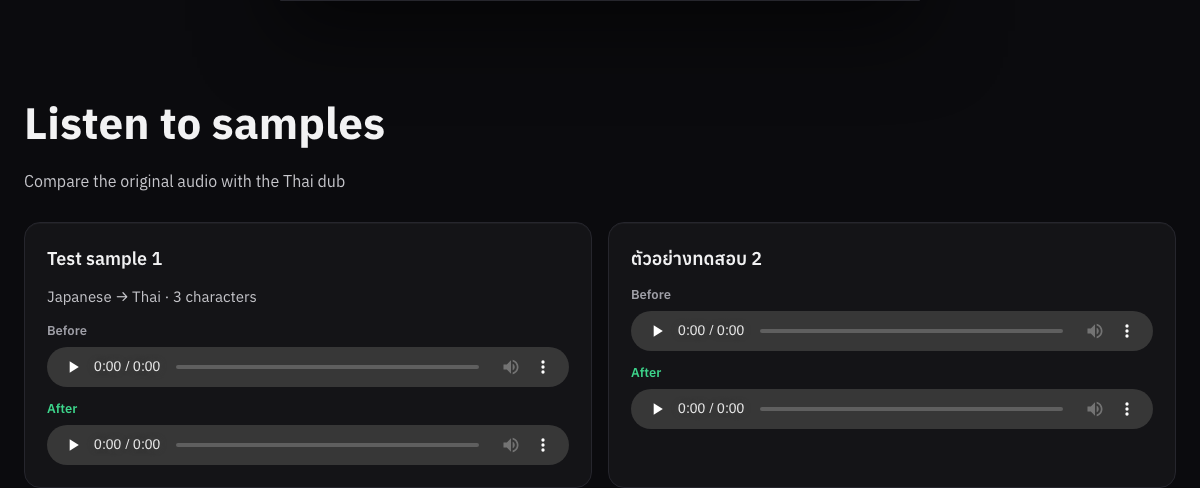 Listen to samples
Compare the original audio with the Thai dub
Test sample 1
Japanese → Thai · 3 characters
Before
0:00 / 0:00
After
0:00 / 0:00
ตัวอย่างทดสอบ 2
Before
0:00 / 0:00
After
0:00 / 0:00